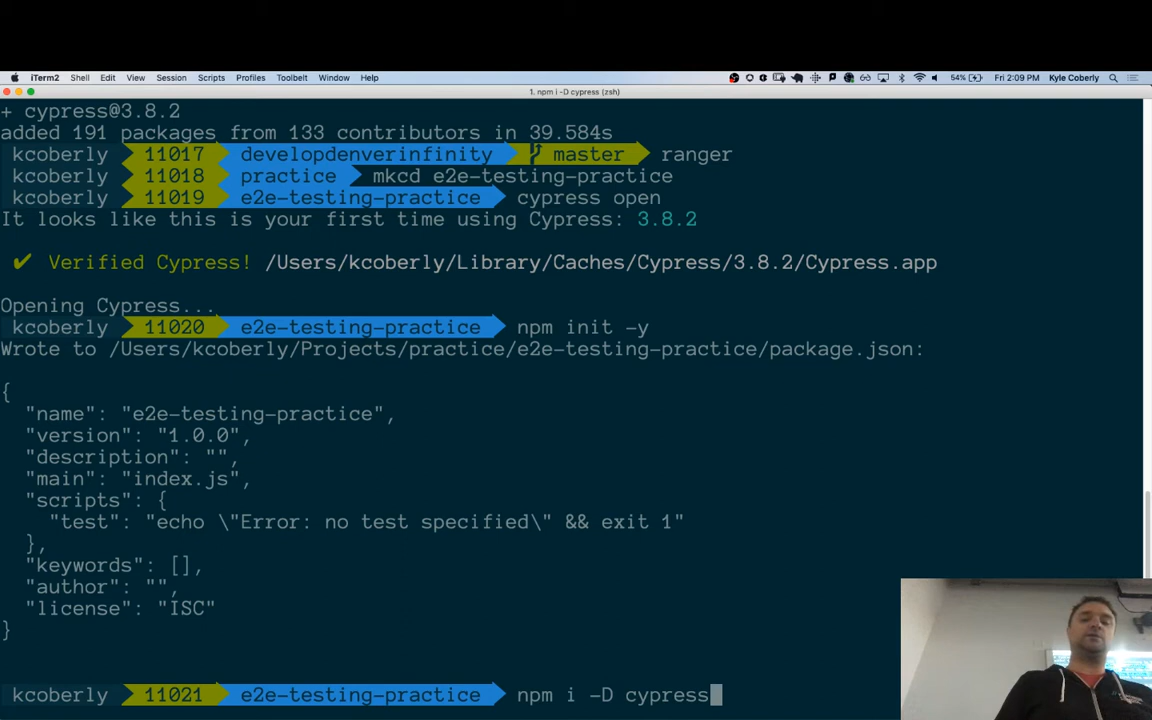 iTerm2 Shell Edit View Session Scripts Profiles Toolbelt Window Help 54% Fri 2:09 PM Kyle Coberly
1. npm i -D cypress (zsh)
+ cypress@3.8.2
added 191 packages from 133 contributors in 39.584s
kcoberly 11017 developdenverinfinity master ranger
kcoberly 11018 practice mkcd e2e-testing-practice
kcoberly 11019 e2e-testing-practice cypress open
It looks like this is your first time using Cypress: 3.8.2
✔ Verified Cypress! /Users/kcoberly/Library/Caches/Cypress/3.8.2/Cypress.app
Opening Cypress...
kcoberly 11020 e2e-testing-practice npm init -y
Wrote to /Users/kcoberly/Projects/practice/e2e-testing-practice/package.json:
{
"name": "e2e-testing-practice",
"version": "1.0.0",
"description": "",
"main": "index.js",
"scripts": {
"test": "echo \"Error: no test specified\" && exit 1"
},
"keywords": [],
"author": "",
"license": "ISC"
}
kcoberly 11021 e2e-testing-practice npm i -D cypress